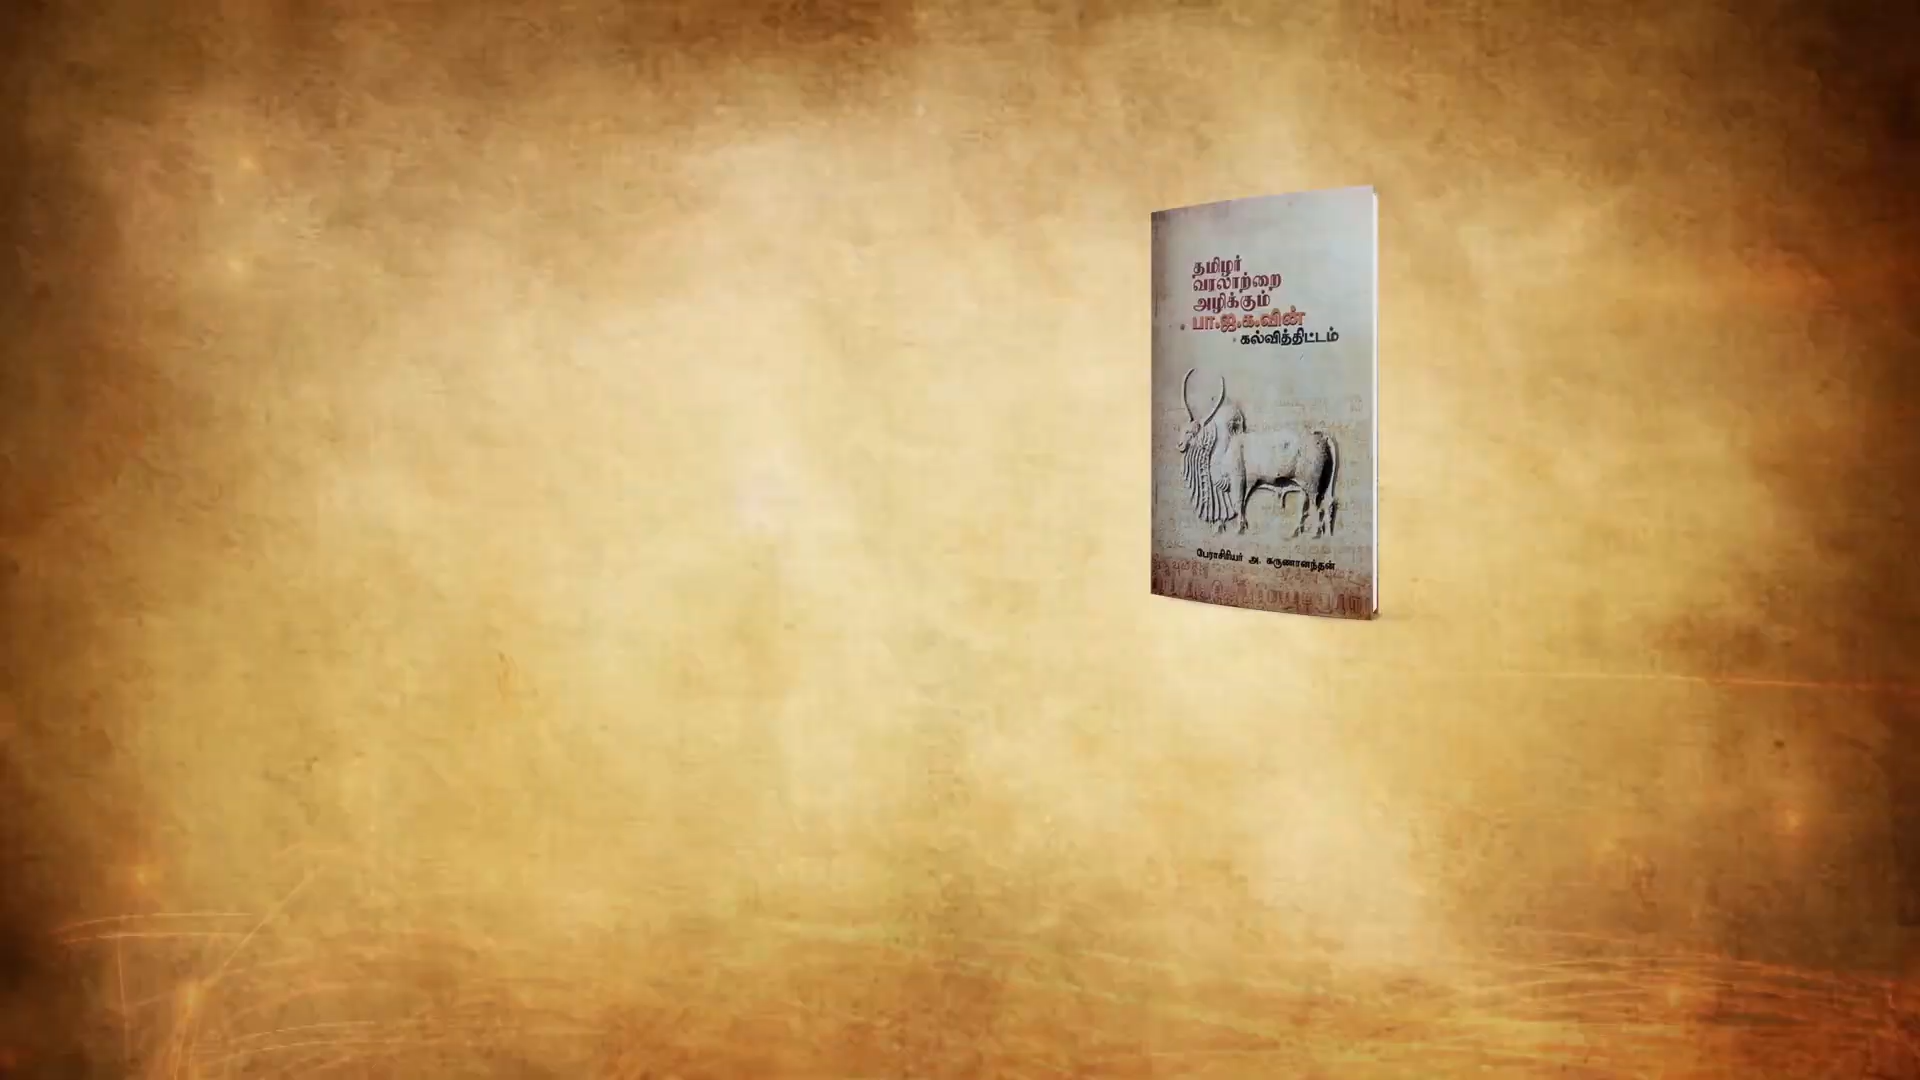 தமிழர்
வரலாற்றை
அழிக்கும்
பா.ஜ.க.வின்
கல்வித்திட்டம்
பேராசிரியர் அ. கருணானந்தன்